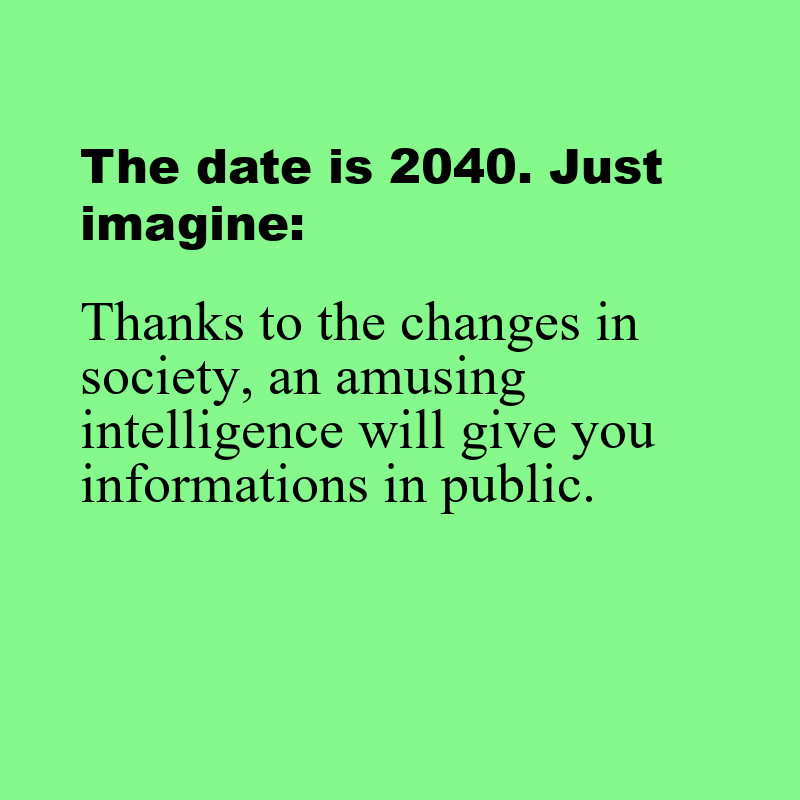 The date is 2040. Just
imagine:
Thanks to the changes in
society, an amusing
intelligence will give you
informations in public.